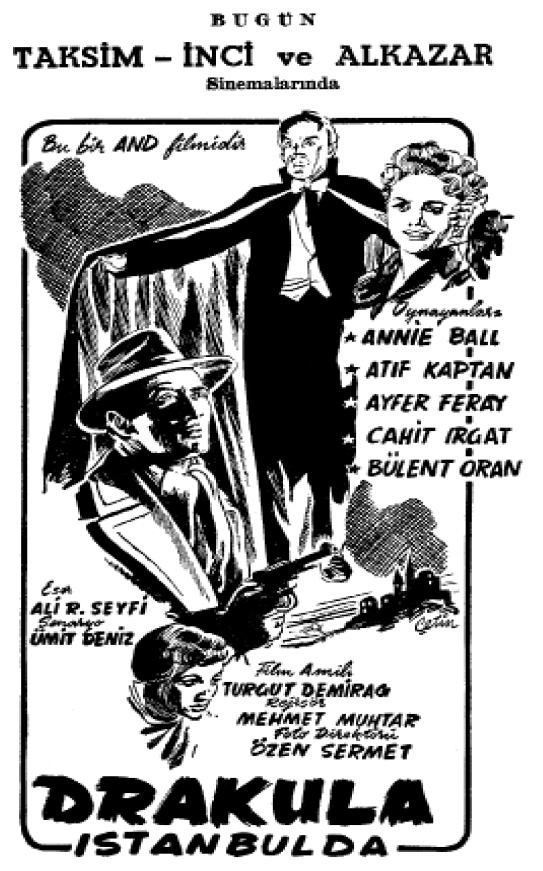 BUGÜN
TAKSİM – İNCİ ve ALKAZAR
Sinemalarında
Bu bir AND filmidir
Oynayanlar:
★ ANNIE BALL
★ ATIF KAPTAN
★ AYFER FERAY
★ CAHİT IRGAT
★ BÜLENT ORAN
Çetin
Eser
ALİ R. SEYFİ
Senaryo
ÜMİT DENİZ
Film Amili
TURGUT DEMİRAĞ
Rejisör
MEHMET MUHTAR
Foto Direktörü
ÖZEN SERMET
DRAKULA
ISTANBULDA